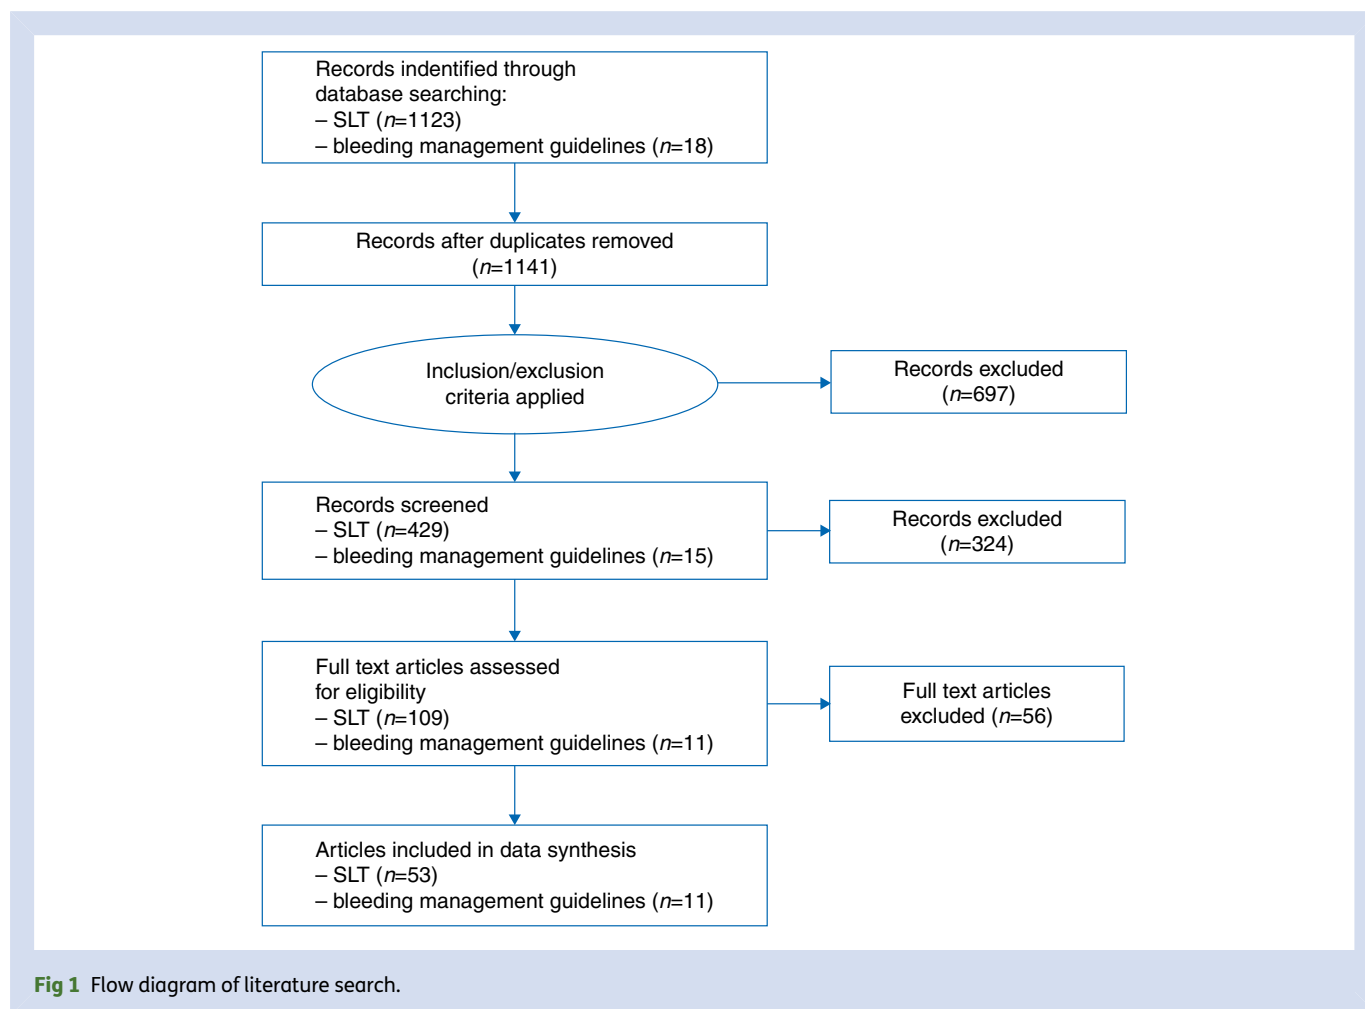 Records indentified through
database searching:
– SLT (n=1123)
– bleeding management guidelines (n=18)
Records after duplicates removed
(n=1141)
Inclusion/exclusion
criteria applied
Records excluded
(n=697)
Records screened
– SLT (n=429)
– bleeding management guidelines (n=15)
Records excluded
(n=324)
Full text articles assessed
for eligibility
– SLT (n=109)
– bleeding management guidelines (n=11)
Full text articles
excluded (n=56)
Articles included in data synthesis
– SLT (n=53)
– bleeding management guidelines (n=11)
Fig 1 Flow diagram of literature search.